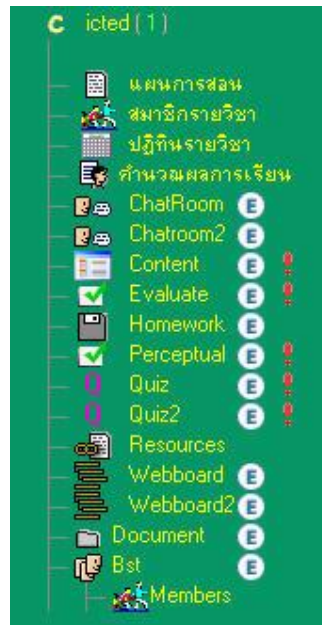 C icted (1)
แผนการสอน
สมาชิกรายวิชา
ปฏิทินรายวิชา
คำนวณผลการเรียน
ChatRoom E
Chatroom2 E
Content E !
Evaluate E !
Homework E
Perceptual E !
Quiz E !
Quiz2 E !
Resources
Webboard E
Webboard2 E
Document E
Bst E
Members